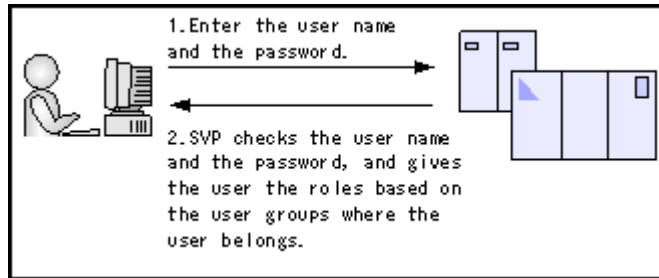 1.Enter the user name
and the password.
2.SVP checks the user name
and the password, and gives
the user the roles based on
the user groups where the
user belongs.